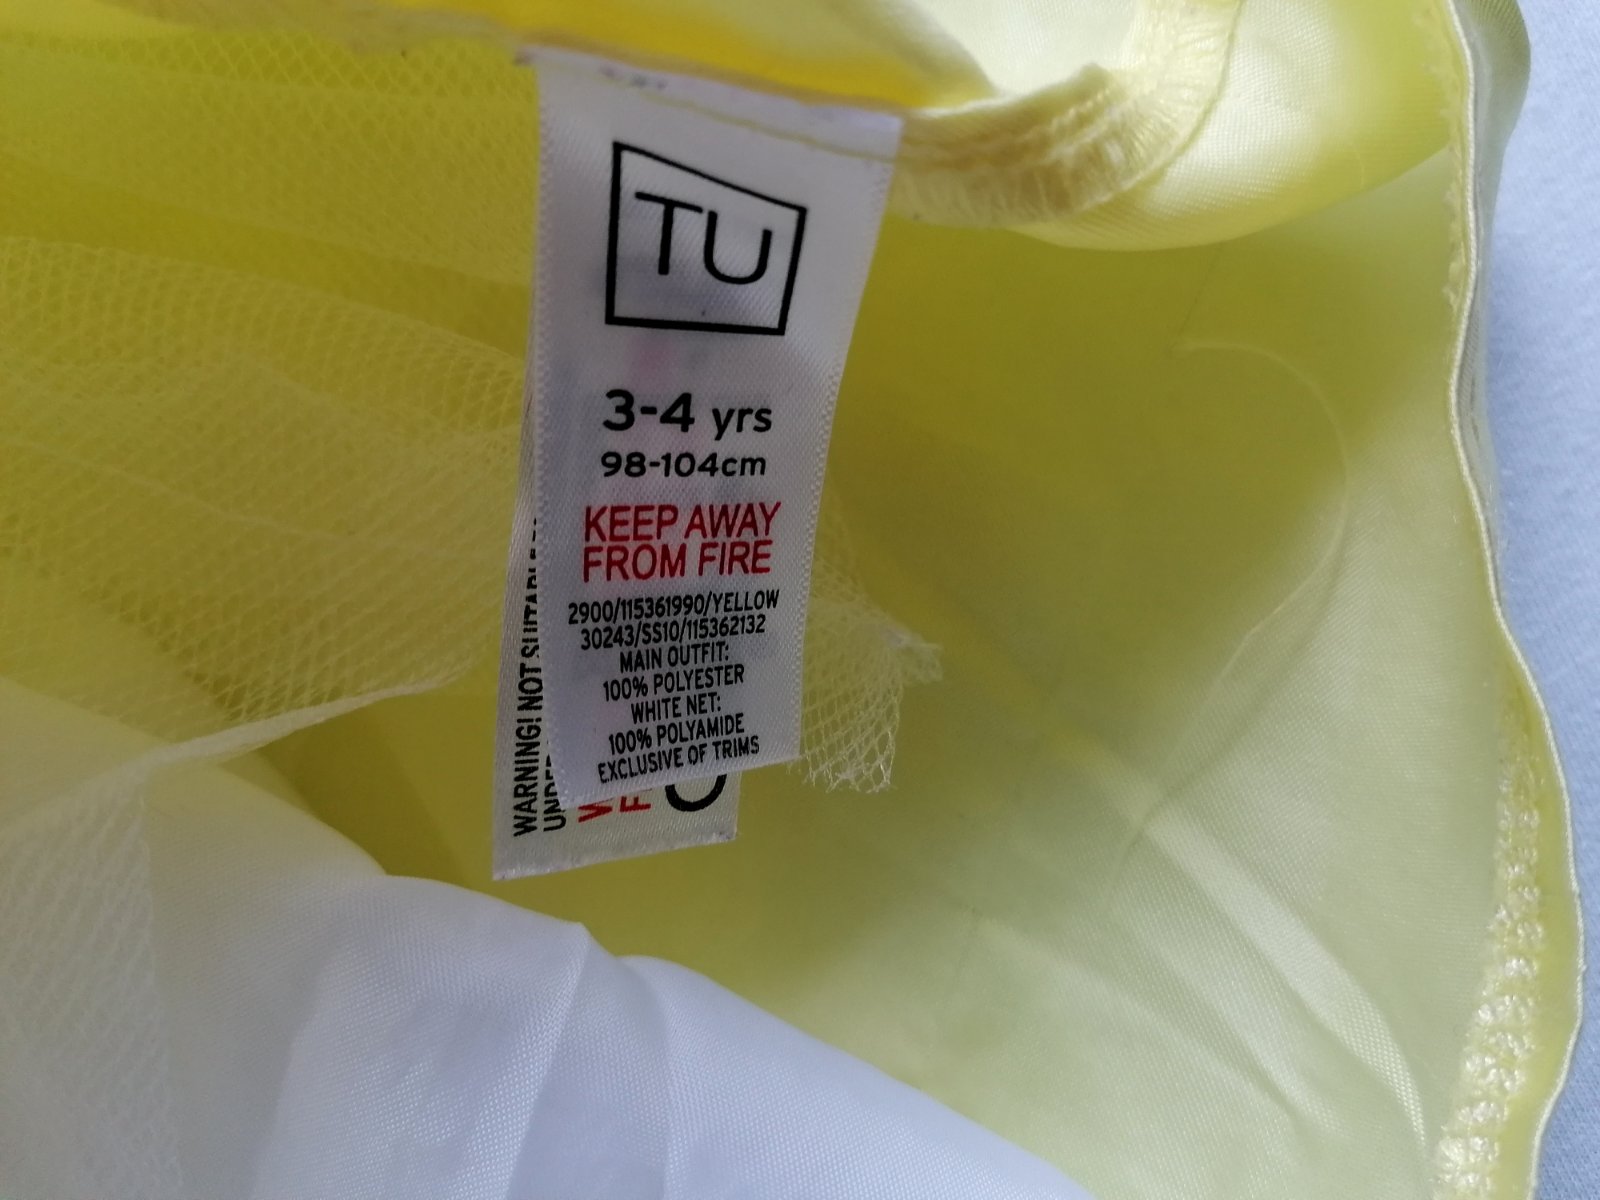 TU
3-4 yrs
98-104cm
KEEP AWAY
FROM FIRE
2900/115361990/YELLOW
30243/SS10/115362132
MAIN OUTFIT:
100% POLYESTER
WHITE NET:
100% POLYAMIDE
EXCLUSIVE OF TRIMS
WARNING! NOT